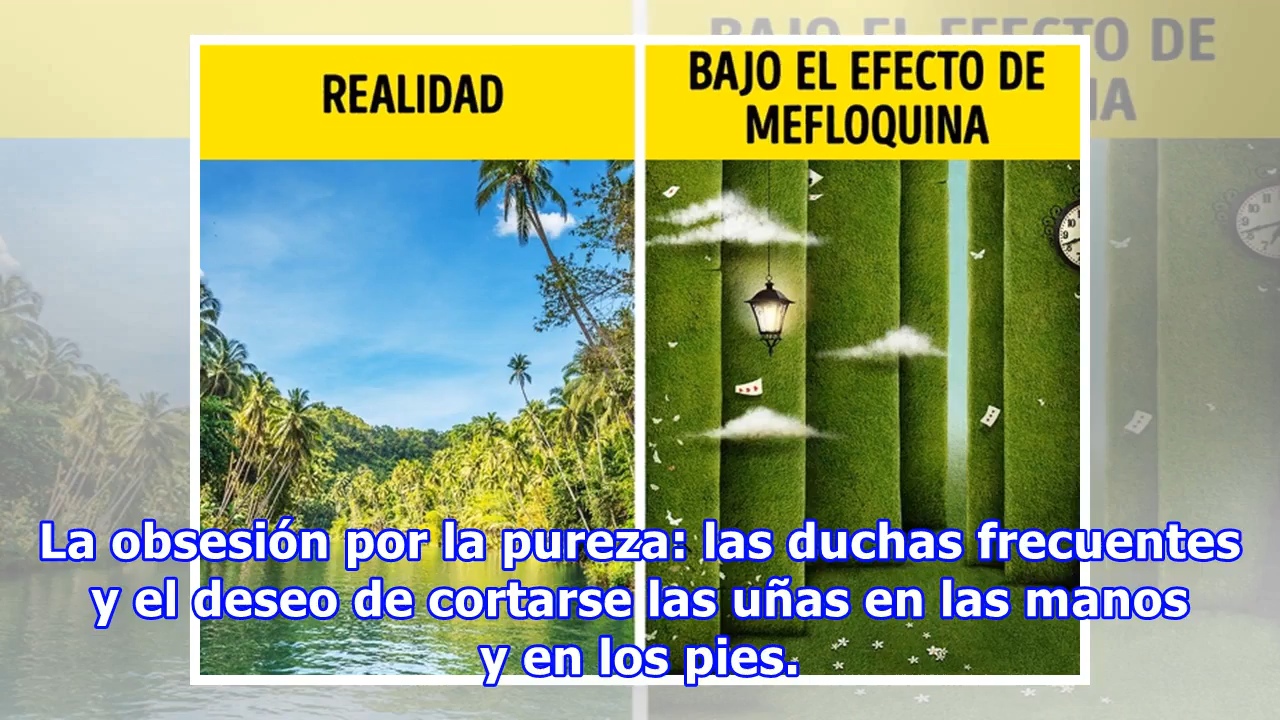 REALIDAD
BAJO EL EFECTO DE
MEFLOQUINA
La obsesión por la pureza: las duchas frecuentes
y el deseo de cortarse las uñas en las manos
y en los pies.